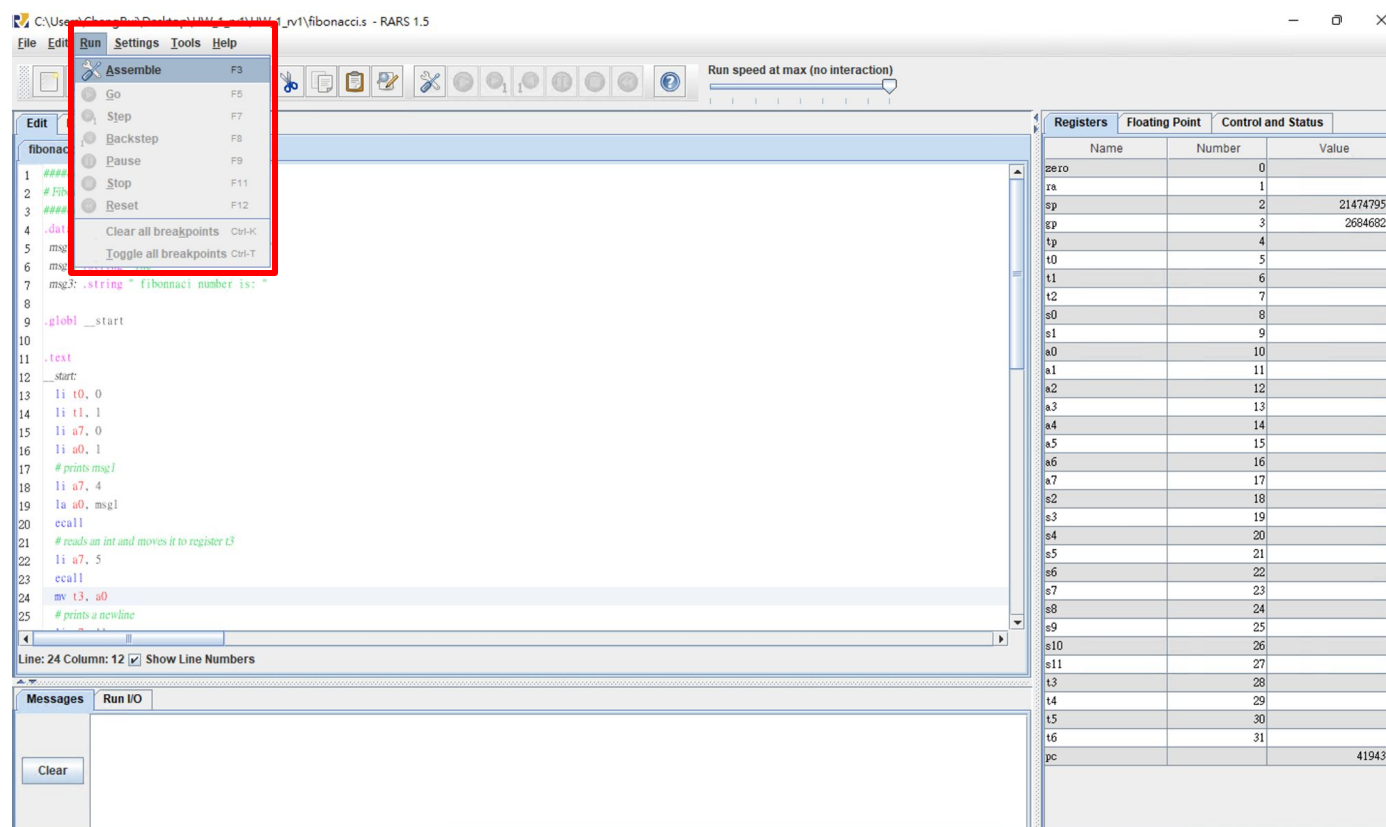 C:\Users\ChengRui\Desktop\HW_1_rv1\HW_1_rv1\fibonacci.s - RARS 1.5
File Edit Run Settings Tools Help
Assemble F3
Go F5
Step F7
Backstep F8
Pause F9
Stop F11
Reset F12
Clear all breakpoints Ctrl-K
Toggle all breakpoints Ctrl-T
Run speed at max (no interaction)
Edit
fibonac
1 ####
2 # Fib
3 ####
4 .data
5 msg
6 msg
7 msg3: .string " fibonnaci number is: "
8
9 .globl __start
10
11 .text
12 __start:
13 li t0, 0
14 li t1, 1
15 li a7, 0
16 li a0, 1
17 # prints msg1
18 li a7, 4
19 la a0, msg1
20 ecall
21 # reads an int and moves it to register t3
22 li a7, 5
23 ecall
24 mv t3, a0
25 # prints a newline
Line: 24 Column: 12 Show Line Numbers
Messages Run I/O
Clear
Registers Floating Point Control and Status
Name Number Value
zero 0
ra 1
sp 2 21474795
gp 3 2684682
tp 4
t0 5
t1 6
t2 7
s0 8
s1 9
a0 10
a1 11
a2 12
a3 13
a4 14
a5 15
a6 16
a7 17
s2 18
s3 19
s4 20
s5 21
s6 22
s7 23
s8 24
s9 25
s10 26
s11 27
t3 28
t4 29
t5 30
t6 31
pc 41943